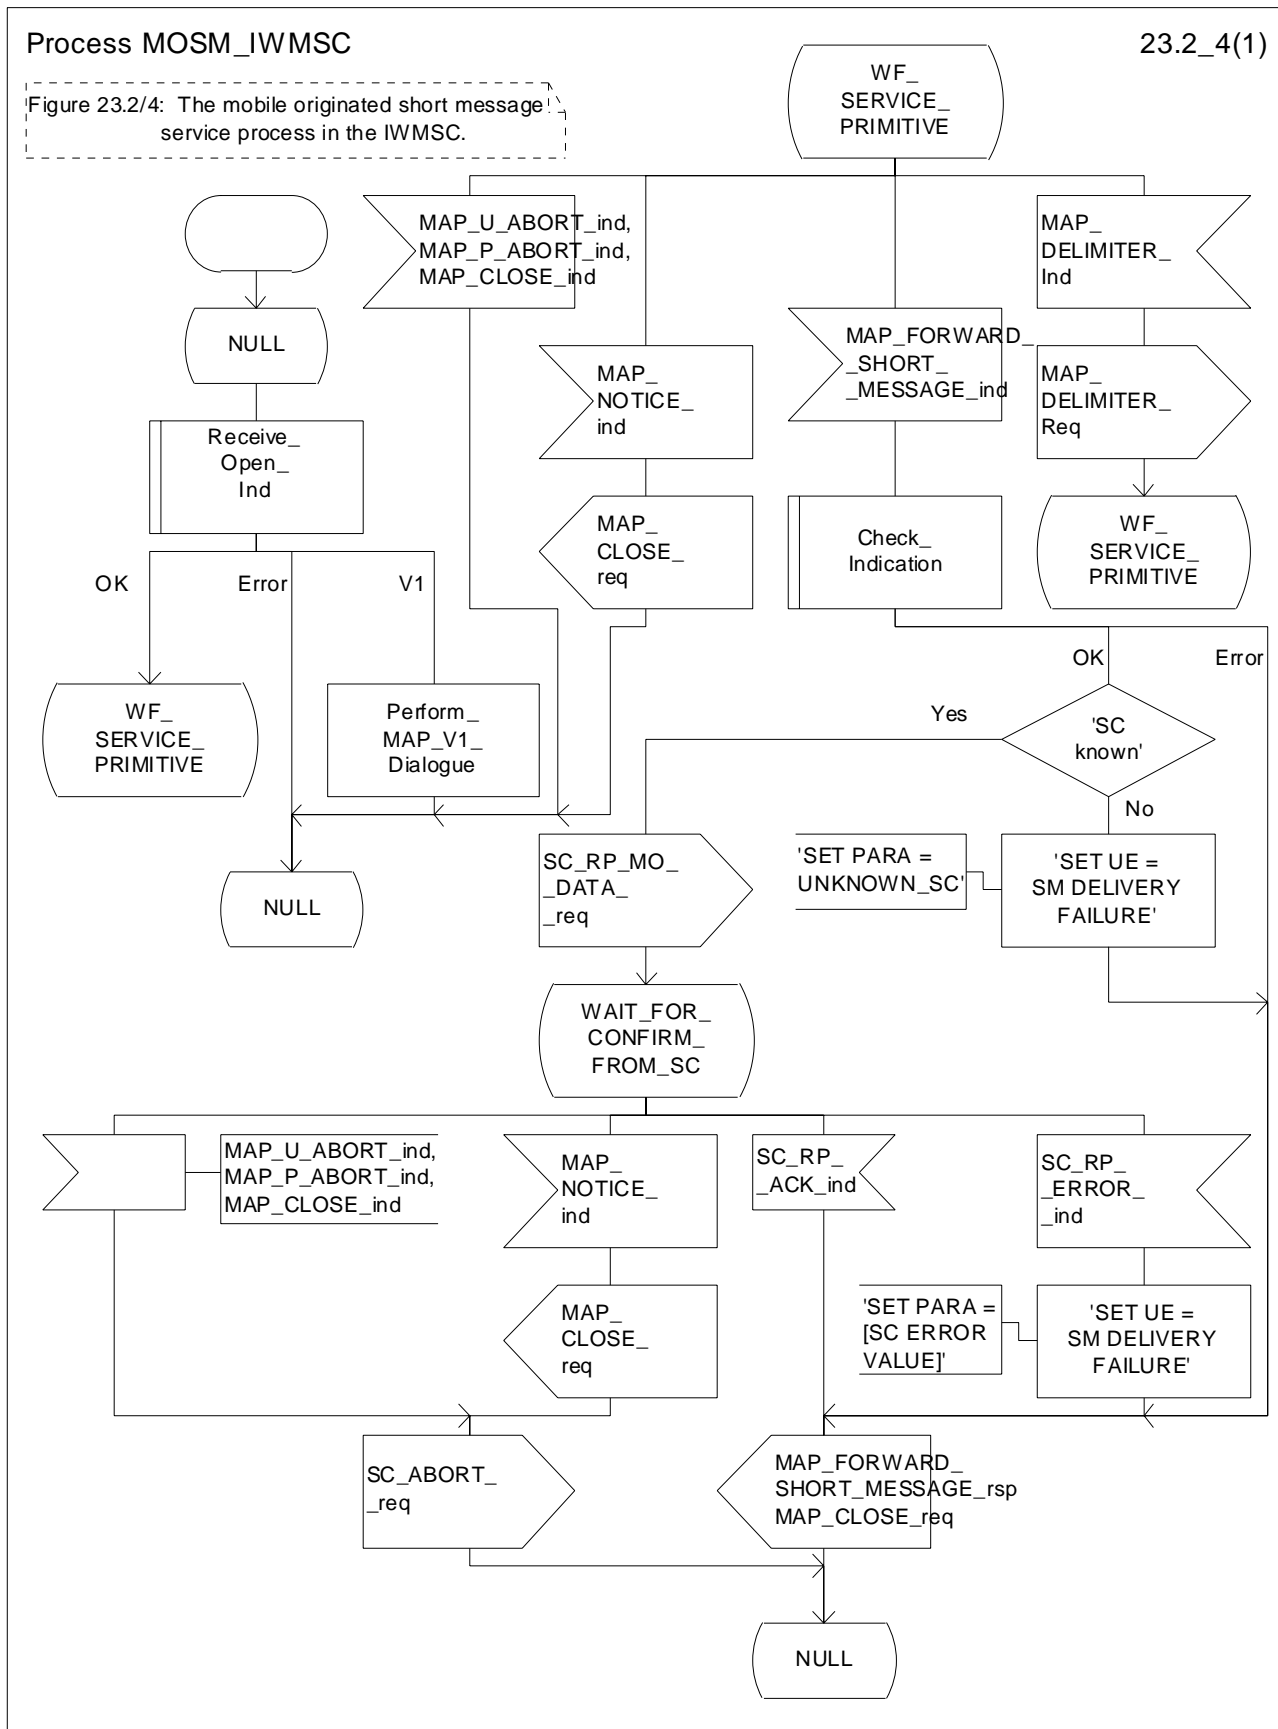 Process MOSM_IWMSC
23.2_4(1)
Figure 23.2/4:  The mobile originated short message
service process in the IWMSC.
WF_
SERVICE_
PRIMITIVE
MAP_U_ABORT_ind,
MAP_P_ABORT_ind,
MAP_CLOSE_ind
MAP_
DELIMITER_
Ind
NULL
MAP_
NOTICE_
ind
MAP_FORWARD_
_SHORT_
_MESSAGE_ind
MAP_
DELIMITER_
Req
Receive_
Open_
Ind
MAP_
CLOSE_
req
Check_
Indication
WF_
SERVICE_
PRIMITIVE
OK
Error
V1
OK
Error
WF_
SERVICE_
PRIMITIVE
Perform_
MAP_V1_
Dialogue
Yes
'SC
known'
No
NULL
SC_RP_MO_
_DATA_
_req
'SET PARA =
UNKNOWN_SC'
'SET UE =
SM DELIVERY
FAILURE'
WAIT_FOR_
CONFIRM_
FROM_SC
MAP_U_ABORT_ind,
MAP_P_ABORT_ind,
MAP_CLOSE_ind
MAP_
NOTICE_
ind
SC_RP_
_ACK_ind
SC_RP_
_ERROR_
_ind
MAP_
CLOSE_
req
'SET PARA =
[SC ERROR
VALUE]'
'SET UE =
SM DELIVERY
FAILURE'
SC_ABORT_
_req
MAP_FORWARD_
SHORT_MESSAGE_rsp
MAP_CLOSE_req
NULL